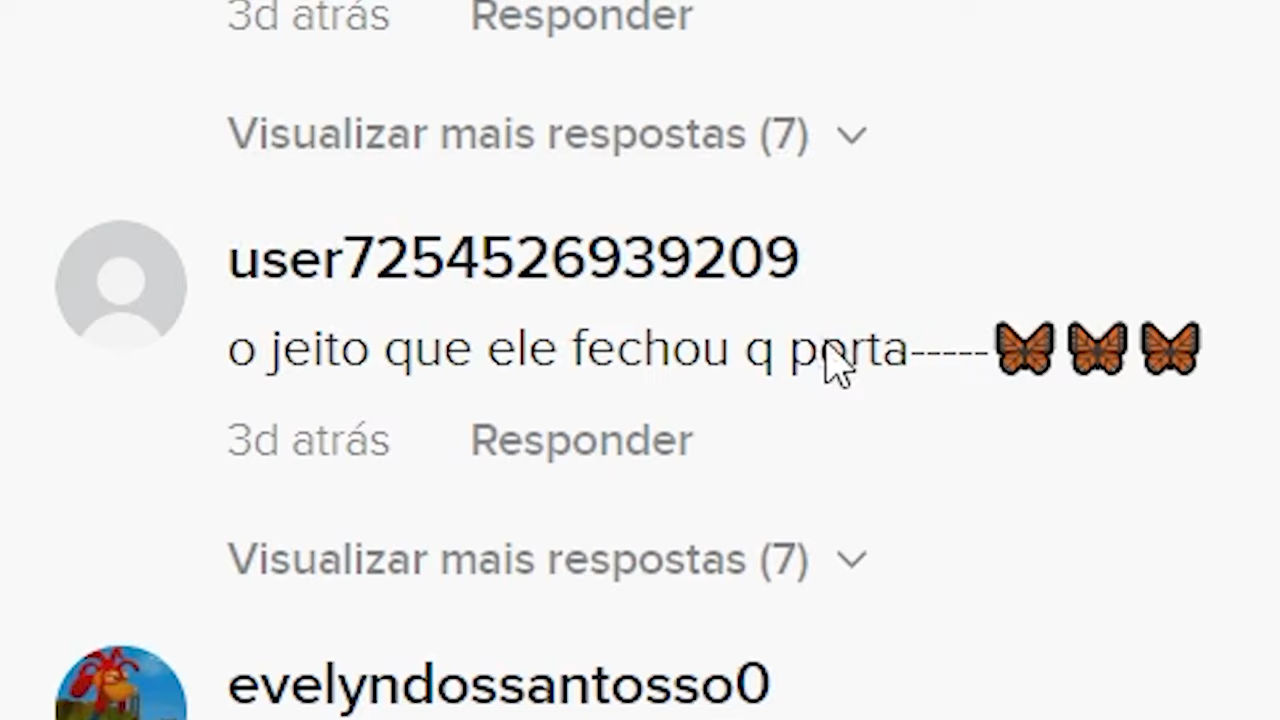 3d atrás Responder
Visualizar mais respostas (7)
user7254526939209
o jeito que ele fechou q porta-----🦋🦋🦋
3d atrás Responder
Visualizar mais respostas (7)
evelyndossantosso0